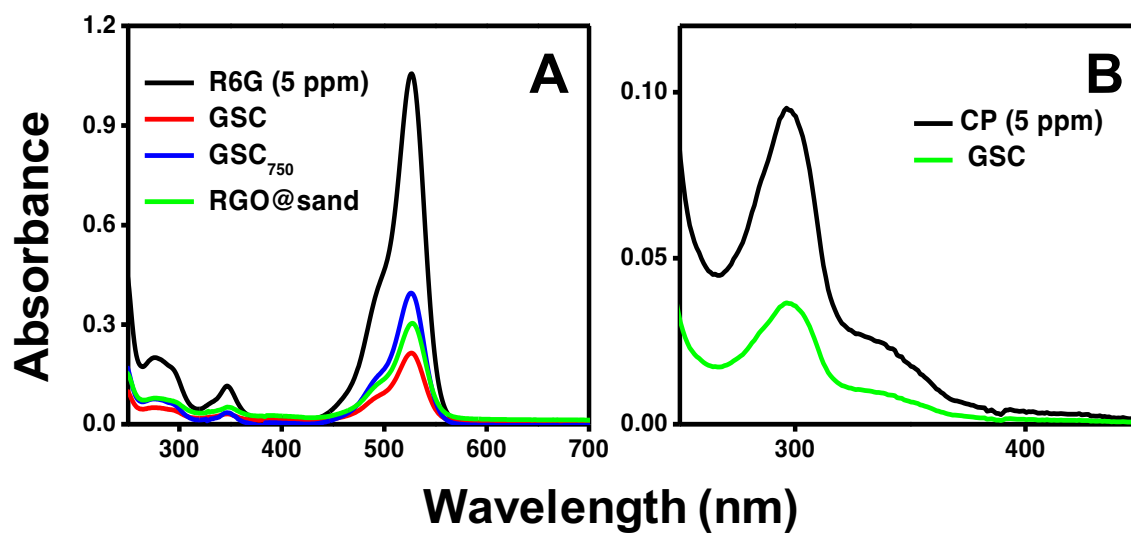 Absorbance
1.2
0.9
0.6
0.3
0.0
R6G (5 ppm)
GSC
GSC₇₅₀
RGO@sand
A
300 400 500 600 700
0.10
0.05
0.00
B
CP (5 ppm)
GSC
300 400
Wavelength (nm)